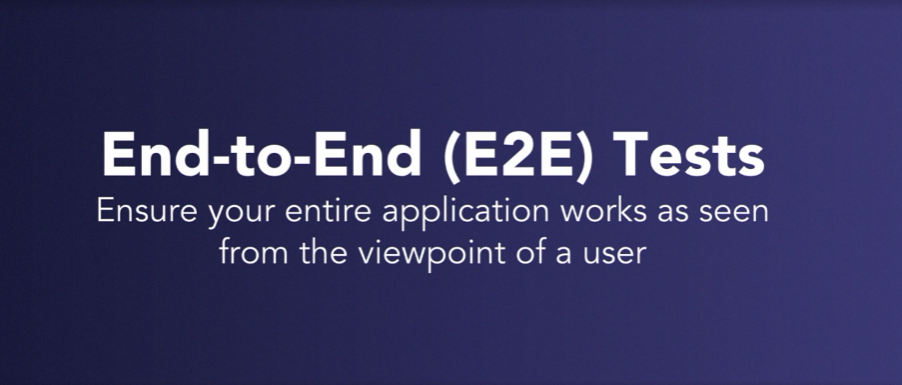 End-to-End (E2E) Tests
Ensure your entire application works as seen
from the viewpoint of a user